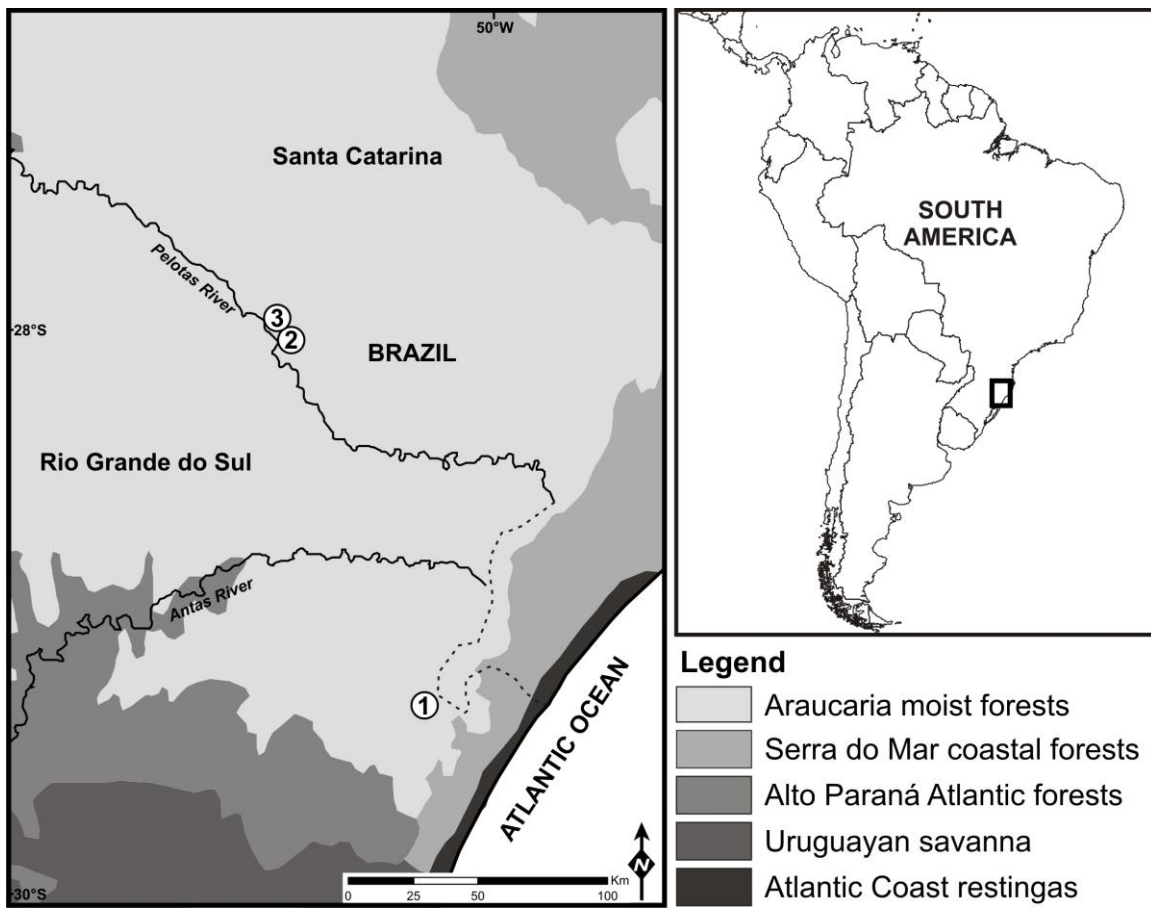 50°W
Santa Catarina
Pelotas River
3
2
28°S
BRAZIL
Rio Grande do Sul
Antas River
1
ATLANTIC OCEAN
N
Km
0 25 50 100
30°S
SOUTH
AMERICA
Legend
Araucaria moist forests
Serra do Mar coastal forests
Alto Paraná Atlantic forests
Uruguayan savanna
Atlantic Coast restingas